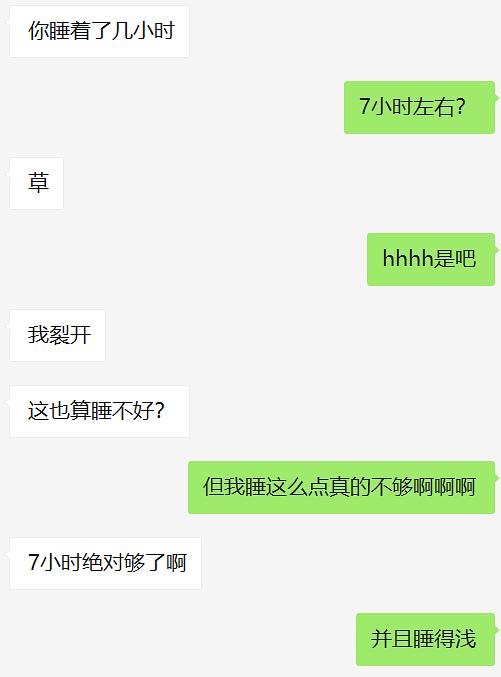 你睡着了几小时
7小时左右？
草
hhhh是吧
我裂开
这也算睡不好？
但我睡这么点真的不够啊啊啊
7小时绝对够了啊
并且睡得浅